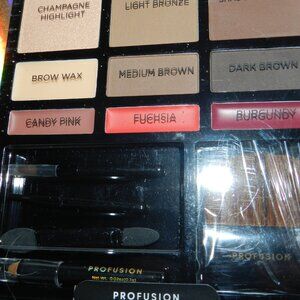 CHAMPAGNE
HIGHLIGHT
LIGHT BRONZE
BROW WAX
MEDIUM BROWN
DARK BROWN
CANDY PINK
FUCHSIA
BURGUNDY
PROFUSION
PROFUSION
PROFUSION